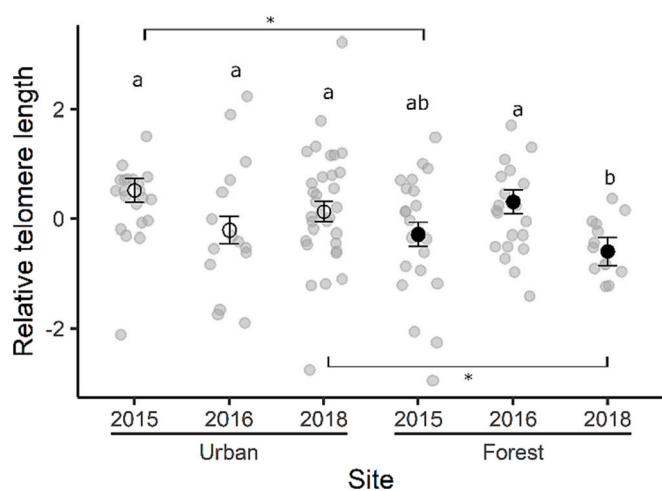 *
a
a
a
ab
a
b
2
0
-2
Relative telomere length
*
2015 2016 2018 2015 2016 2018
Urban Forest
Site